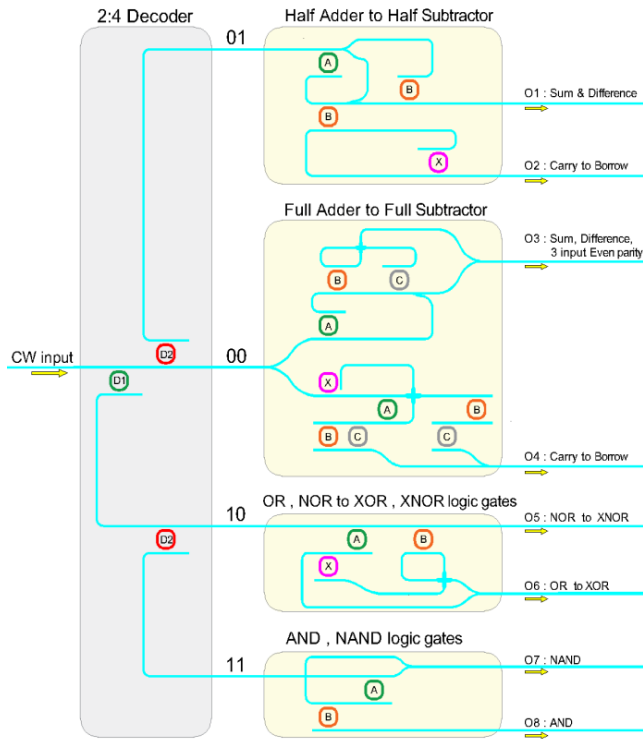 2:4 Decoder
Half Adder to Half Subtractor
01
A
B
O1 : Sum & Difference
B
X
O2 : Carry to Borrow
Full Adder to Full Subtractor
O3 : Sum, Difference,
3 input Even parity
B
C
A
D2
00
CW input
D1
X
A
B
B
C
C
O4 : Carry to Borrow
OR , NOR to XOR , XNOR logic gates
10
O5 : NOR to XNOR
D2
A
B
X
O6 : OR to XOR
AND , NAND logic gates
11
O7 : NAND
A
B
O8 : AND